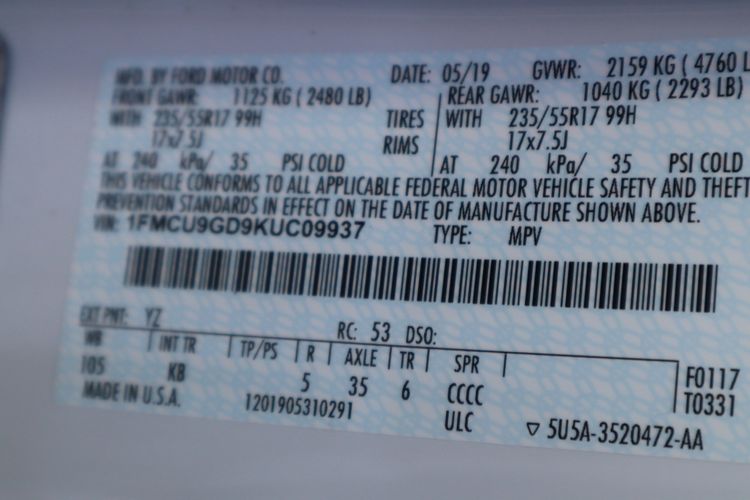 MFD. BY FORD MOTOR CO. DATE: 05/19 GVWR: 2159 KG ( 4760 L
FRONT GAWR: 1125 KG ( 2480 LB) REAR GAWR: 1040 KG ( 2293 LB)
WITH 235/55R17 99H TIRES WITH 235/55R17 99H
17x7.5J RIMS 17x7.5J
AT 240 kPa/ 35 PSI COLD AT 240 kPa/ 35 PSI COLD
THIS VEHICLE CONFORMS TO ALL APPLICABLE FEDERAL MOTOR VEHICLE SAFETY AND THEFT
PREVENTION STANDARDS IN EFFECT ON THE DATE OF MANUFACTURE SHOWN ABOVE.
VIN: 1FMCU9GD9KUC09937 TYPE: MPV
EXT PNT: YZ RC: 53 DSO:
WB INT TR TP/PS R AXLE TR SPR
105 KB 5 35 6 CCCC F0117
MADE IN U.S.A. 1201905310291 ULC T0331
▽ 5U5A-3520472-AA